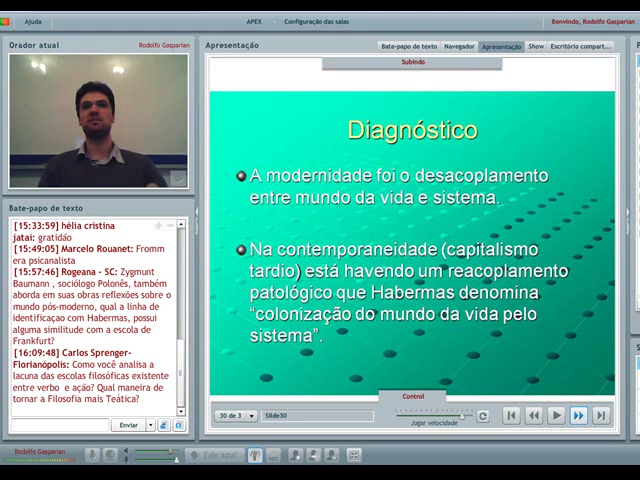 Ajuda
APEX - Configuração das salas
Benvindo, Rodolfo Gasparian
Orador atual
Rodolfo Gasparian
Apresentação
Bate-papo de texto
Navegador
Apresentação
Show
Escritório compart...
Subindo
Diagnóstico
A modernidade foi o desacoplamento
entre mundo da vida e sistema.
Na contemporaneidade (capitalismo
tardio) está havendo um reacoplamento
patológico que Habermas denomina
“colonização do mundo da vida pelo
sistema”.
Bate-papo de texto
[15:33:59] hélia cristina
jatai: gratidão
[15:49:05] Marcelo Rouanet: Fromm
era psicanalista
[15:57:46] Rogeana - SC: Zygmunt
Baumann , sociólogo Polonês, também
aborda em suas obras reflexões sobre o
mundo pós-moderno, qual a linha de
identificaçao com Habermas, possui
alguma similitude com a escola de
Frankfurt?
[16:09:48] Carlos Sprenger-
Florianópolis: Como você analisa a
lacuna das escolas filosóficas existente
entre verbo e ação? Qual maneira de
tornar a Filosofia mais Teática?
Enviar
Control
30 de 3
Slide30
Jogar velocidade
Rodolfo Gasparian
Fale aqui!